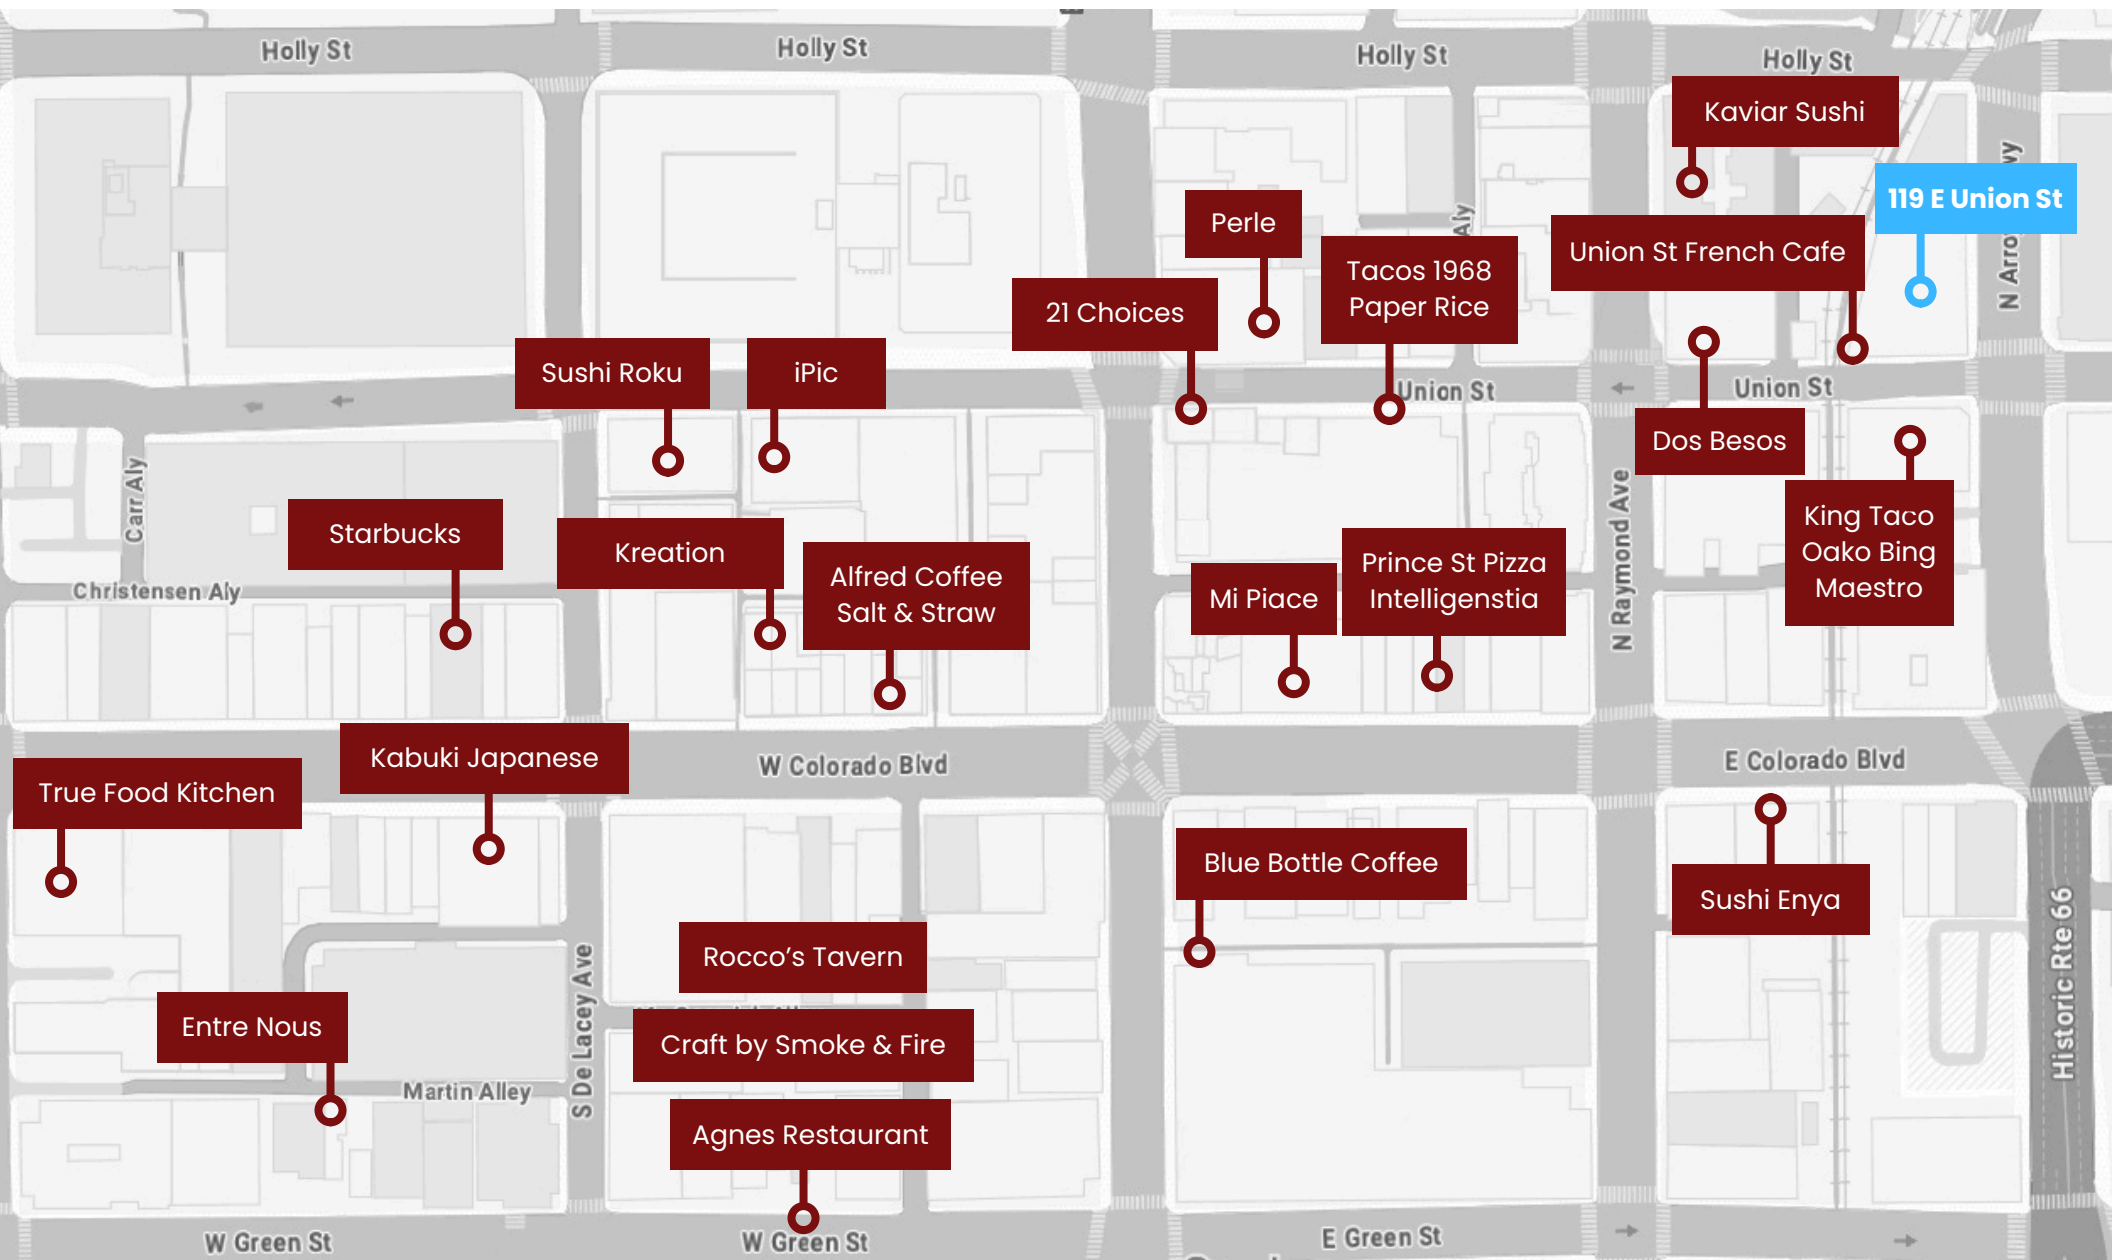 Holly St
Holly St
Holly St
Holly St
Kaviar Sushi
119 E Union St
Perle
Aly
Union St French Cafe
Tacos 1968
Paper Rice
21 Choices
N Arro
wy
Sushi Roku
iPic
Union St
Union St
Dos Besos
Carr Aly
Starbucks
Kreation
Alfred Coffee
Salt & Straw
Christensen Aly
Mi Piace
Prince St Pizza
Intelligenstia
N Raymond Ave
King Taco
Oako Bing
Maestro
Kabuki Japanese
W Colorado Blvd
E Colorado Blvd
True Food Kitchen
Blue Bottle Coffee
Sushi Enya
Historic Rte 66
Rocco's Tavern
S De Lacey Ave
Entre Nous
Craft by Smoke & Fire
Martin Alley
Agnes Restaurant
W Green St
W Green St
E Green St